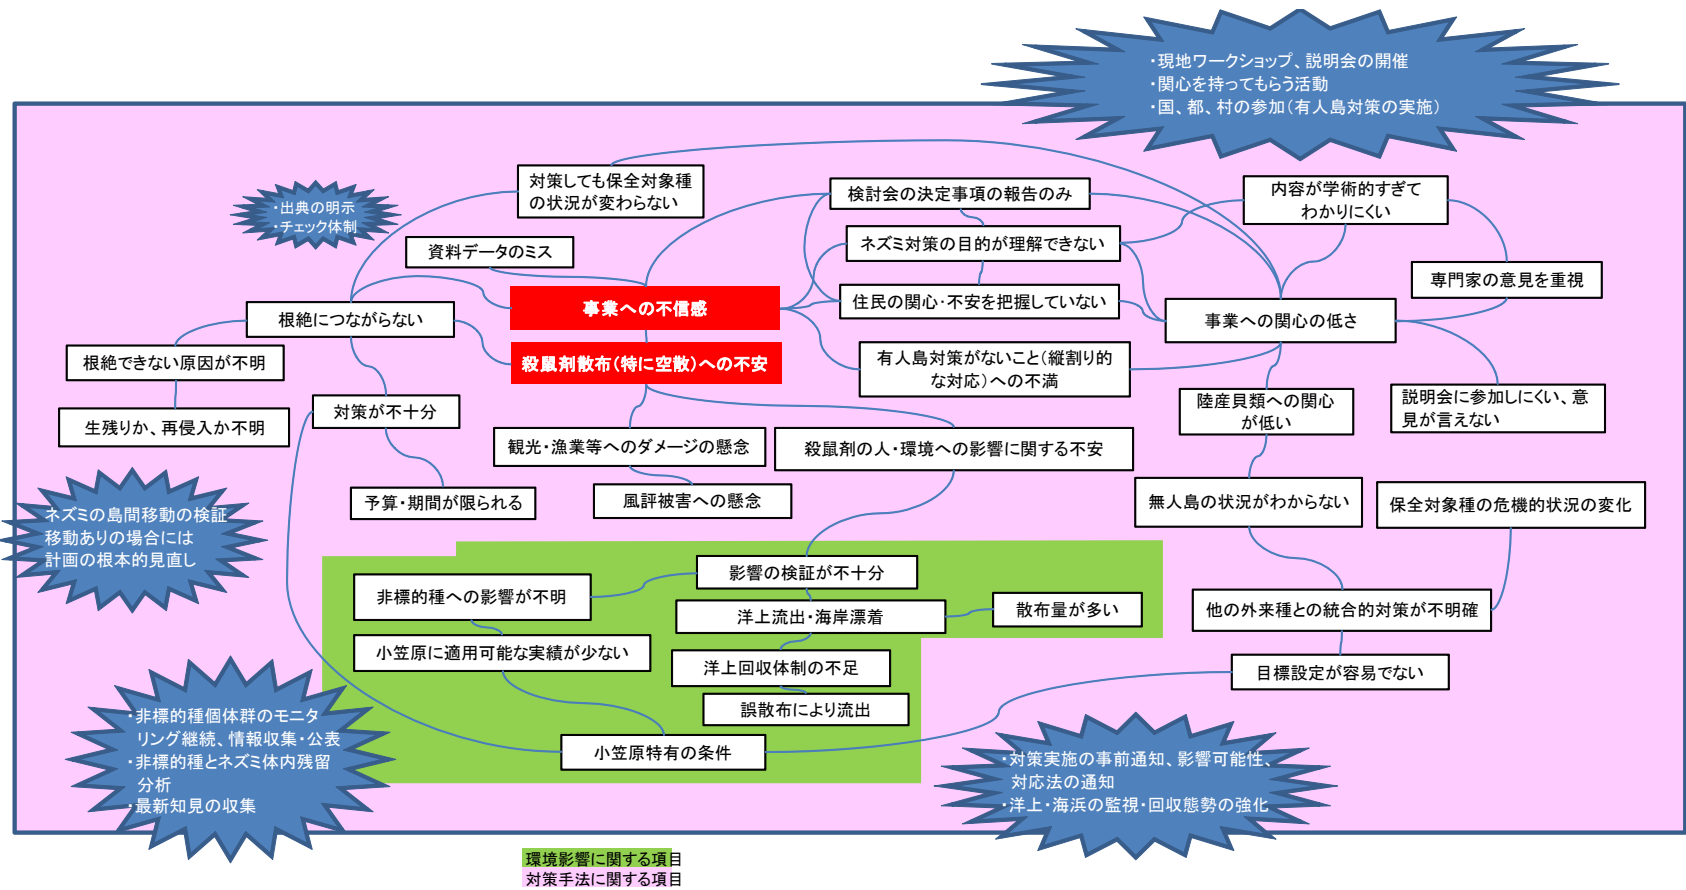 ・現地ワークショップ、説明会の開催
・関心を持ってもらう活動
・国、都、村の参加（有人島対策の実施）
対策しても保全対象種
の状況が変わらない
検討会の決定事項の報告のみ
内容が学術的すぎて
わかりにくい
・出典の明示
・チェック体制
資料データのミス
ネズミ対策の目的が理解できない
専門家の意見を重視
事業への不信感
住民の関心・不安を把握していない
根絶につながらない
事業への関心の低さ
殺鼠剤散布（特に空散）への不安
有人島対策がないこと（縦割り的
な対応）への不満
根絶できない原因が不明
陸産貝類への関心
が低い
説明会に参加しにくい、意
見が言えない
対策が不十分
生残りか、再侵入か不明
観光・漁業等へのダメージの懸念
殺鼠剤の人・環境への影響に関する不安
予算・期間が限られる
風評被害への懸念
無人島の状況がわからない
保全対象種の危機的状況の変化
ネズミの島間移動の検証
移動ありの場合には
計画の根本的見直し
影響の検証が不十分
非標的種への影響が不明
洋上流出・海岸漂着
散布量が多い
他の外来種との統合的対策が不明確
小笠原に適用可能な実績が少ない
洋上回収体制の不足
目標設定が容易でない
誤散布により流出
小笠原特有の条件
・非標的種個体群のモニタ
リング継続、情報収集・公表
・非標的種とネズミ体内残留
分析
・最新知見の収集
・対策実施の事前通知、影響可能性、
対応法の通知
・洋上・海浜の監視・回収態勢の強化
環境影響に関する項目
対策手法に関する項目